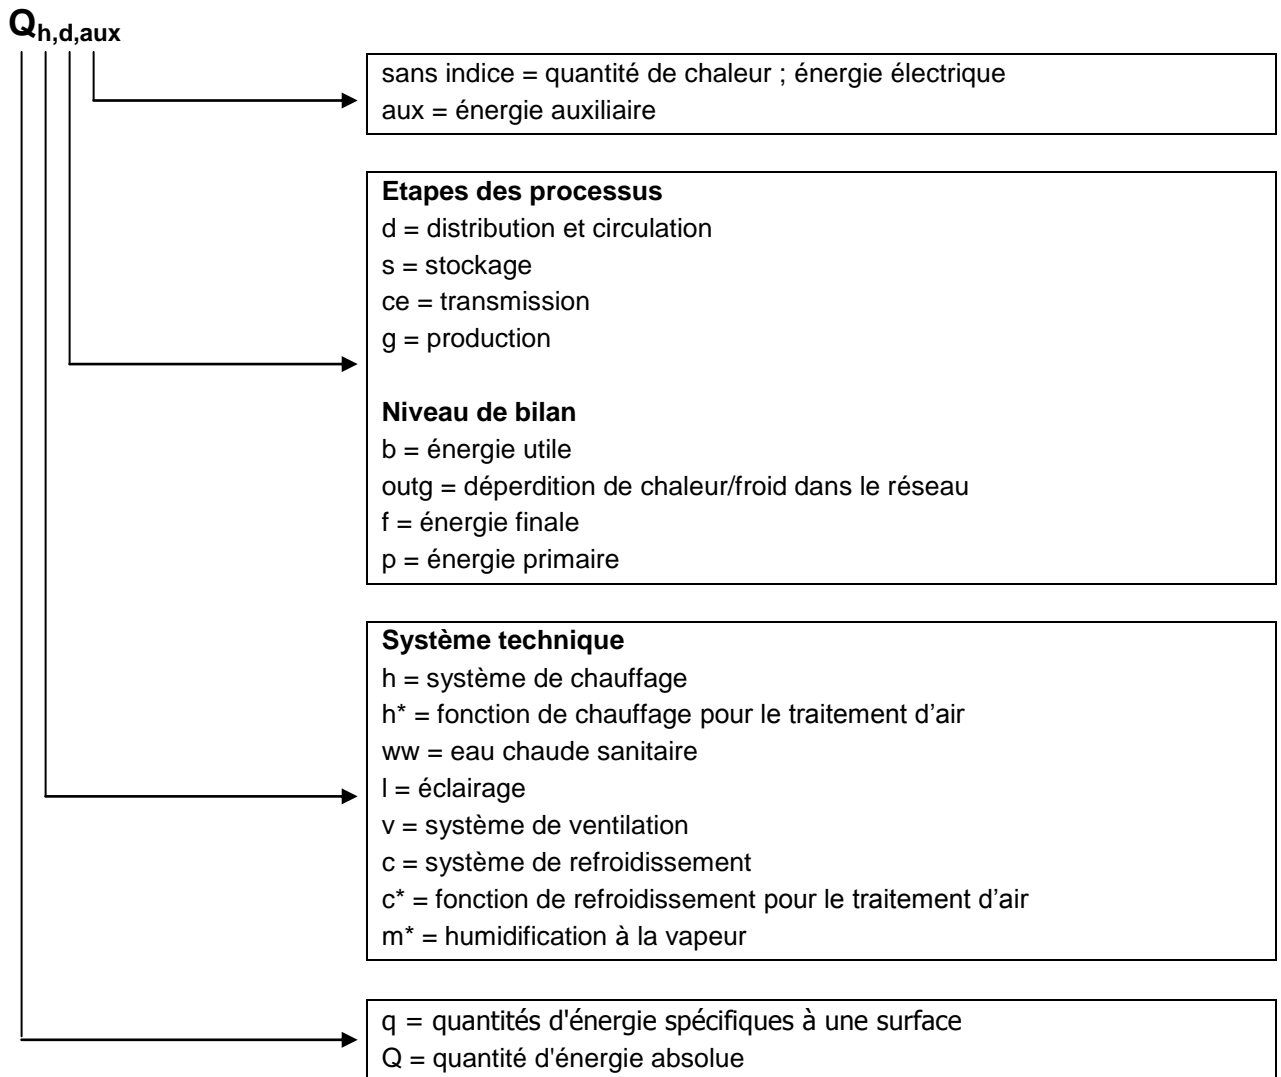 Qh,d,aux
sans indice = quantité de chaleur ; énergie électrique
aux = énergie auxiliaire
Etapes des processus
d = distribution et circulation
s = stockage
ce = transmission
g = production
Niveau de bilan
b = énergie utile
outg = déperdition de chaleur/froid dans le réseau
f = énergie finale
p = énergie primaire
Système technique
h = système de chauffage
h* = fonction de chauffage pour le traitement d’air
ww = eau chaude sanitaire
l = éclairage
v = système de ventilation
c = système de refroidissement
c* = fonction de refroidissement pour le traitement d’air
m* = humidification à la vapeur
q = quantités d'énergie spécifiques à une surface
Q = quantité d'énergie absolue